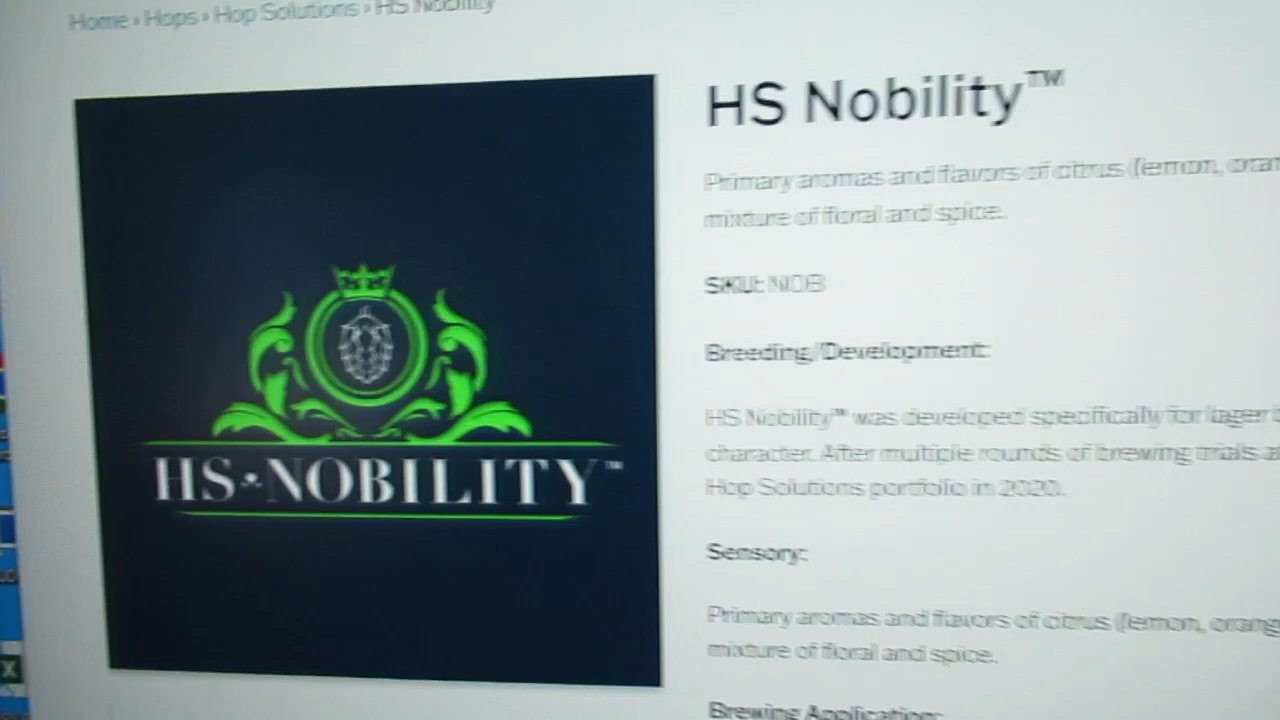 Home » Hops » Hop Solutions » HS Nobility
HS Nobility™
Primary aromas and flavors of citrus (lemon,
mixture of floral and spice.
SKU: NOB
Breeding/Development:
HS Nobility™ was developed specifically for lager
character. After multiple rounds of brewing trials
Hop Solutions portfolio in 2020.
Sensory:
Primary aromas and flavors of citrus (lemon,
mixture of floral and spice.
Brewing Application:
HS NOBILITY™